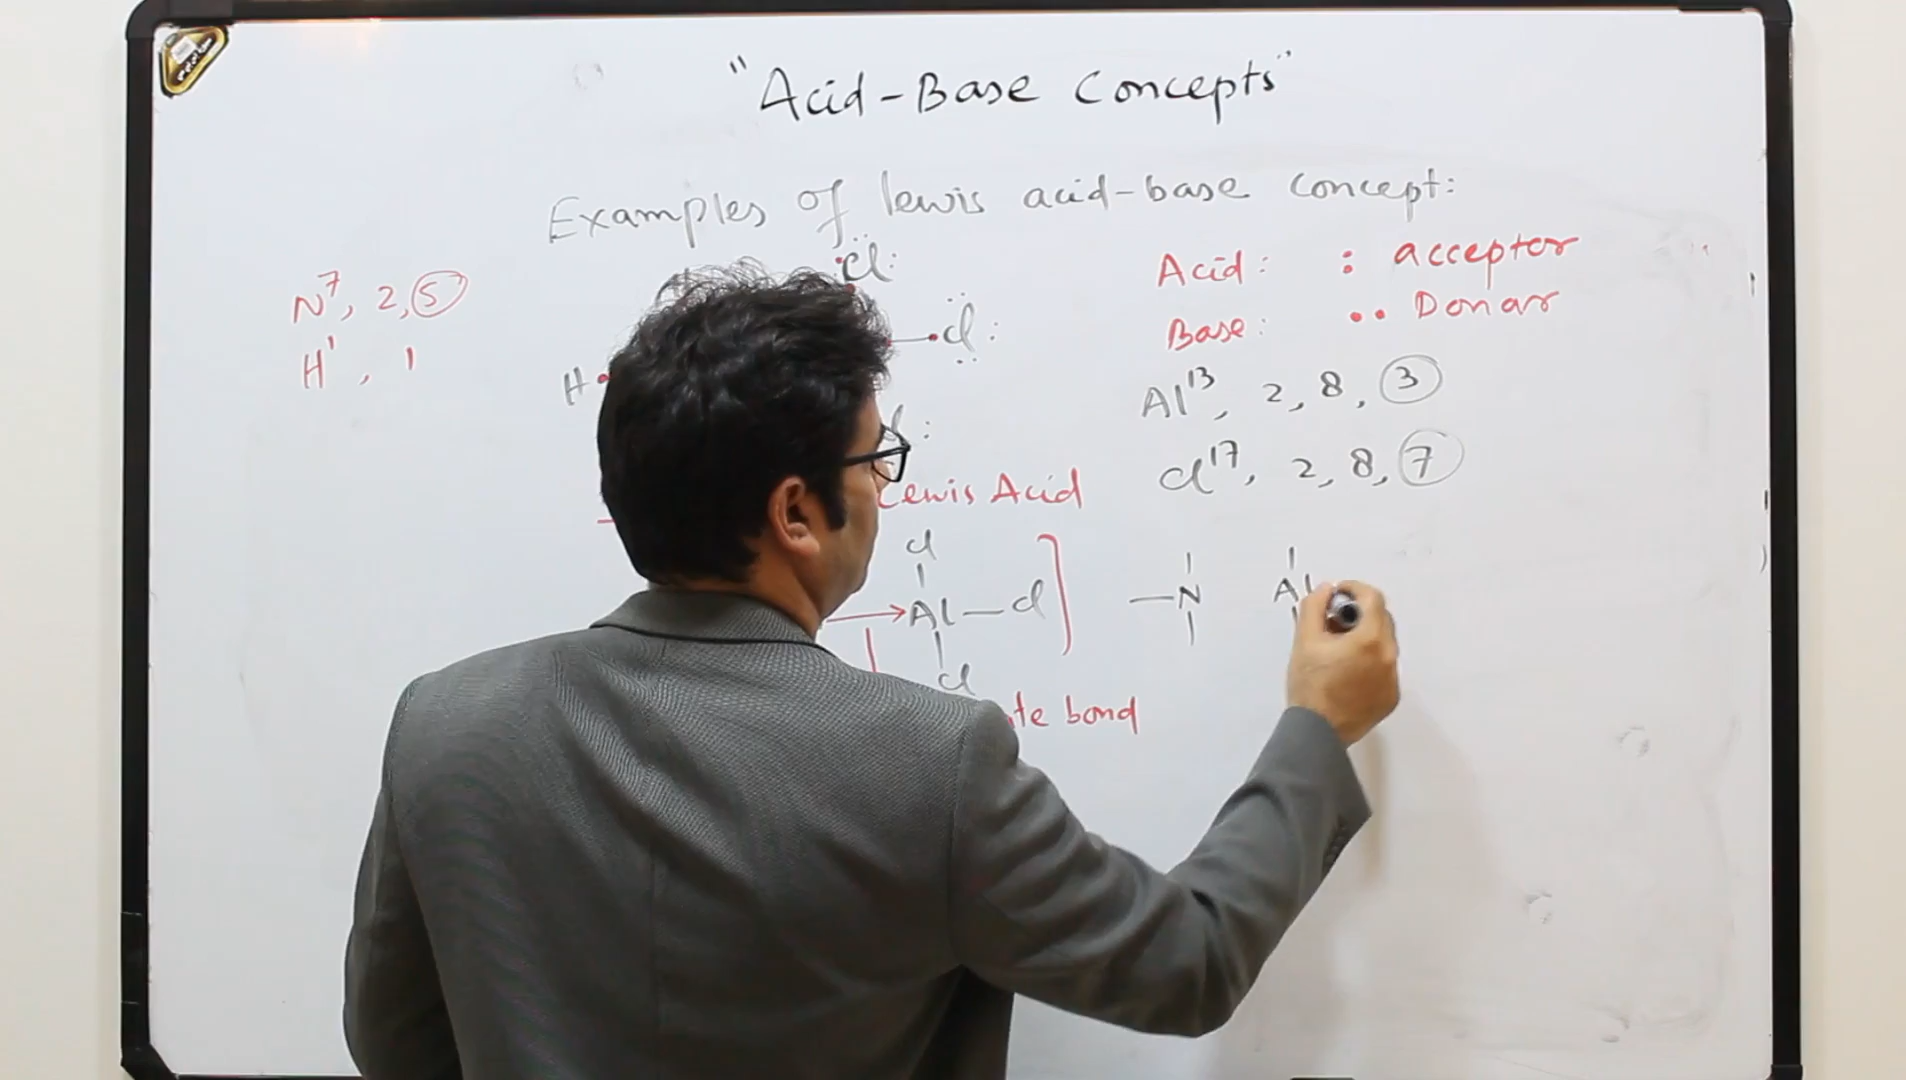 "Acid-Base Concepts"
Examples of lewis acid-base concept:
N⁷, 2, 5
H¹, 1
Cl
Cl
H
Acid: : acceptor
Base: •• Donar
Al¹³, 2, 8, 3
Cl¹⁷, 2, 8, 7
Lewis Acid
Cl
Al — Cl
Cl
bond
N
Al